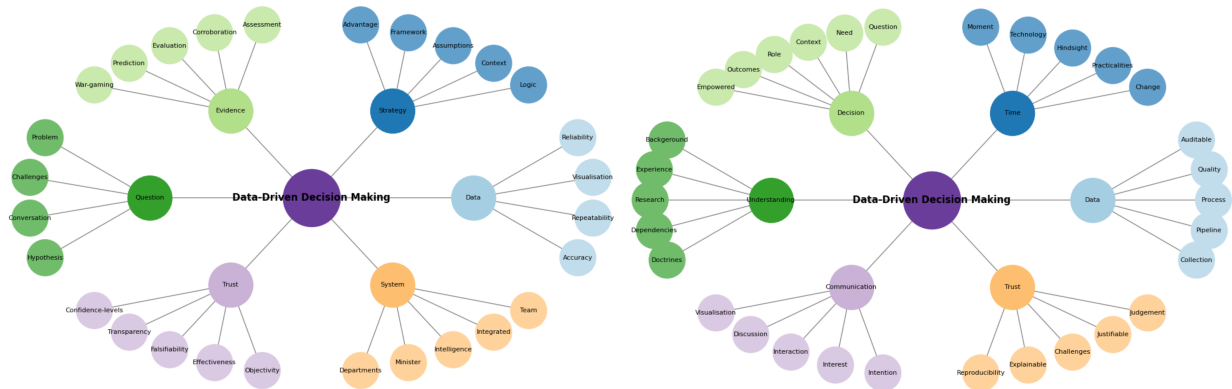 Assessment
Corroboration
Evaluation
Prediction
War-gaming
Evidence
Advantage
Framework
Assumptions
Context
Logic
Strategy
Problem
Challenges
Conversation
Hypothesis
Question
Data-Driven Decision Making
Reliability
Visualisation
Repeatability
Accuracy
Data
Trust
Confidence-levels
Transparency
Falsifiability
Effectiveness
Objectivity
System
Team
Integrated
Intelligence
Minister
Departments
Question
Need
Context
Role
Outcomes
Empowered
Decision
Moment
Technology
Hindsight
Practicalities
Change
Time
Background
Experience
Research
Dependencies
Doctrines
Understanding
Data-Driven Decision Making
Auditable
Quality
Process
Pipeline
Collection
Data
Communication
Visualisation
Discussion
Interaction
Interest
Intention
Trust
Judgement
Justifiable
Challenges
Explainable
Reproducibility